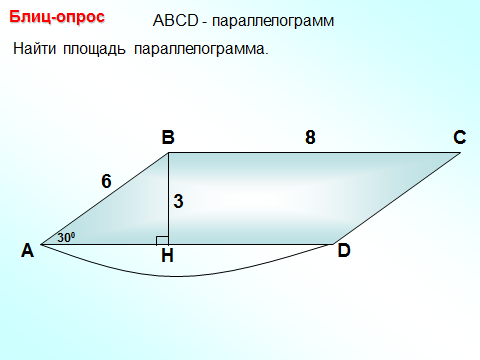 Блиц-опрос
ABCD - параллелограмм
Найти площадь параллелограмма.
B
8
C
6
3
30⁰
A
H
D